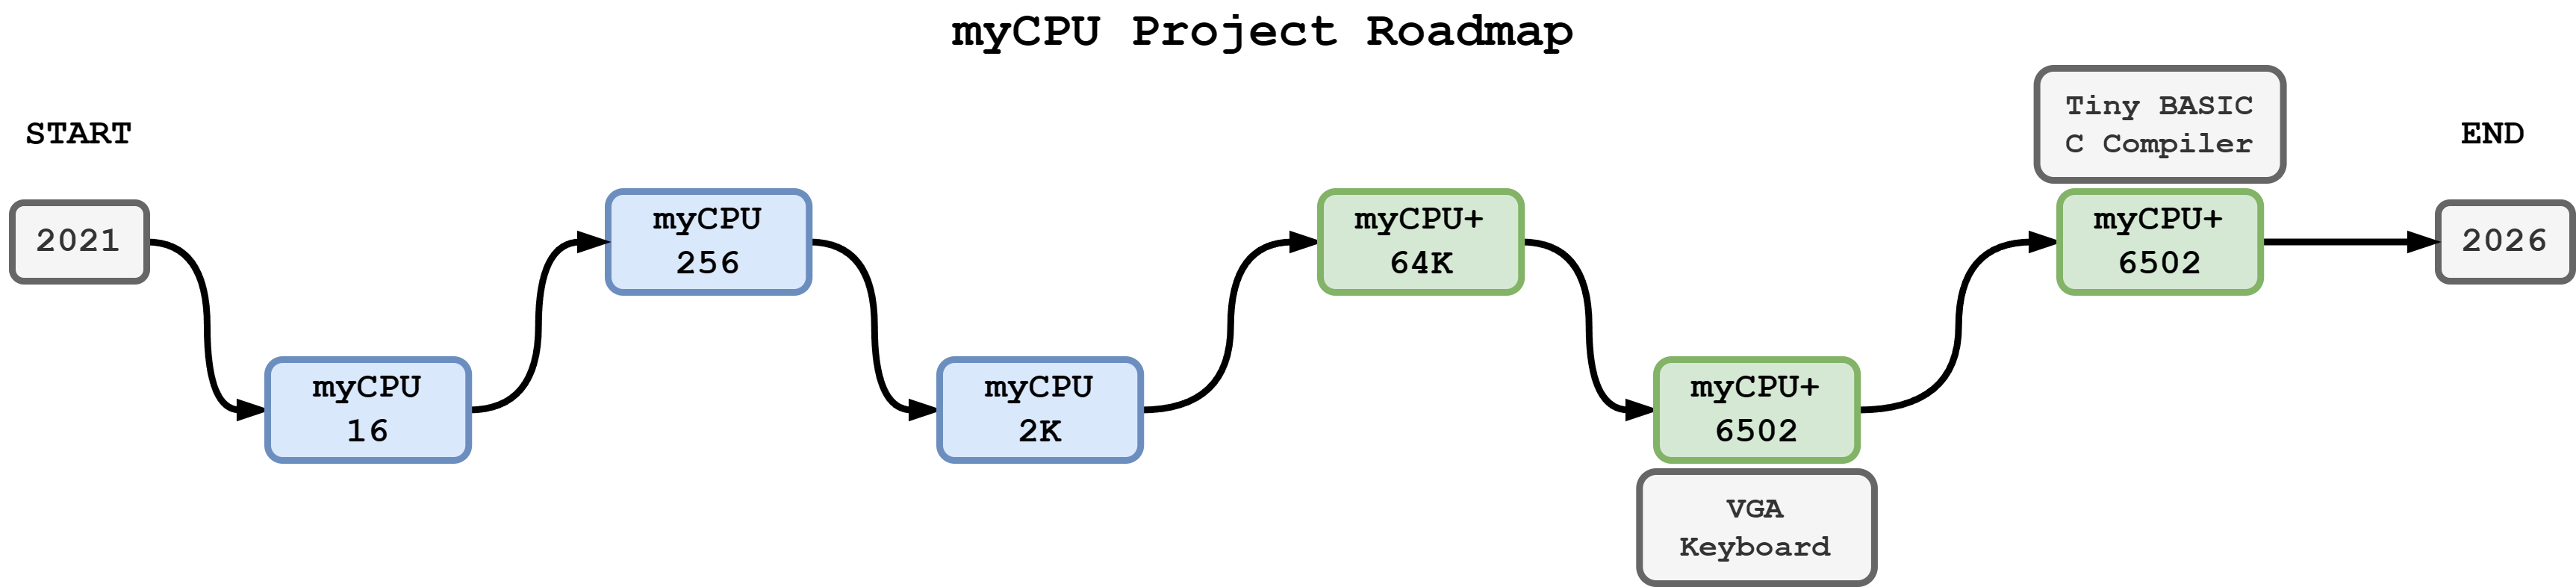 myCPU Project Roadmap
START
2021
myCPU
16
myCPU
256
myCPU
2K
myCPU+
64K
myCPU+
6502
VGA
Keyboard
Tiny BASIC
C Compiler
myCPU+
6502
END
2026